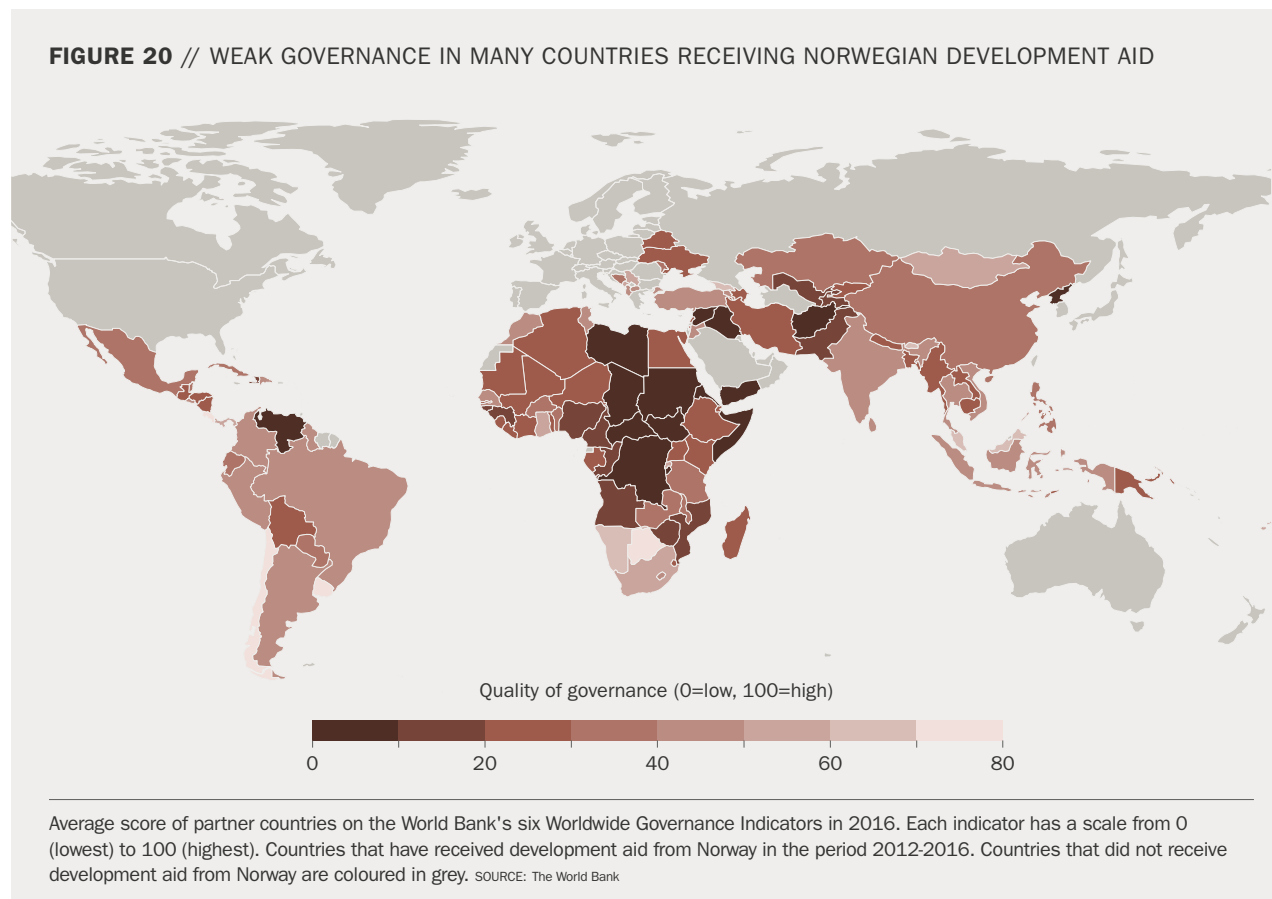 FIGURE 20 // WEAK GOVERNANCE IN MANY COUNTRIES RECEIVING NORWEGIAN DEVELOPMENT AID
Quality of governance (0=low, 100=high)
0 20 40 60 80
Average score of partner countries on the World Bank's six Worldwide Governance Indicators in 2016. Each indicator has a scale from 0
(lowest) to 100 (highest). Countries that have received development aid from Norway in the period 2012-2016. Countries that did not receive
development aid from Norway are coloured in grey. SOURCE: The World Bank